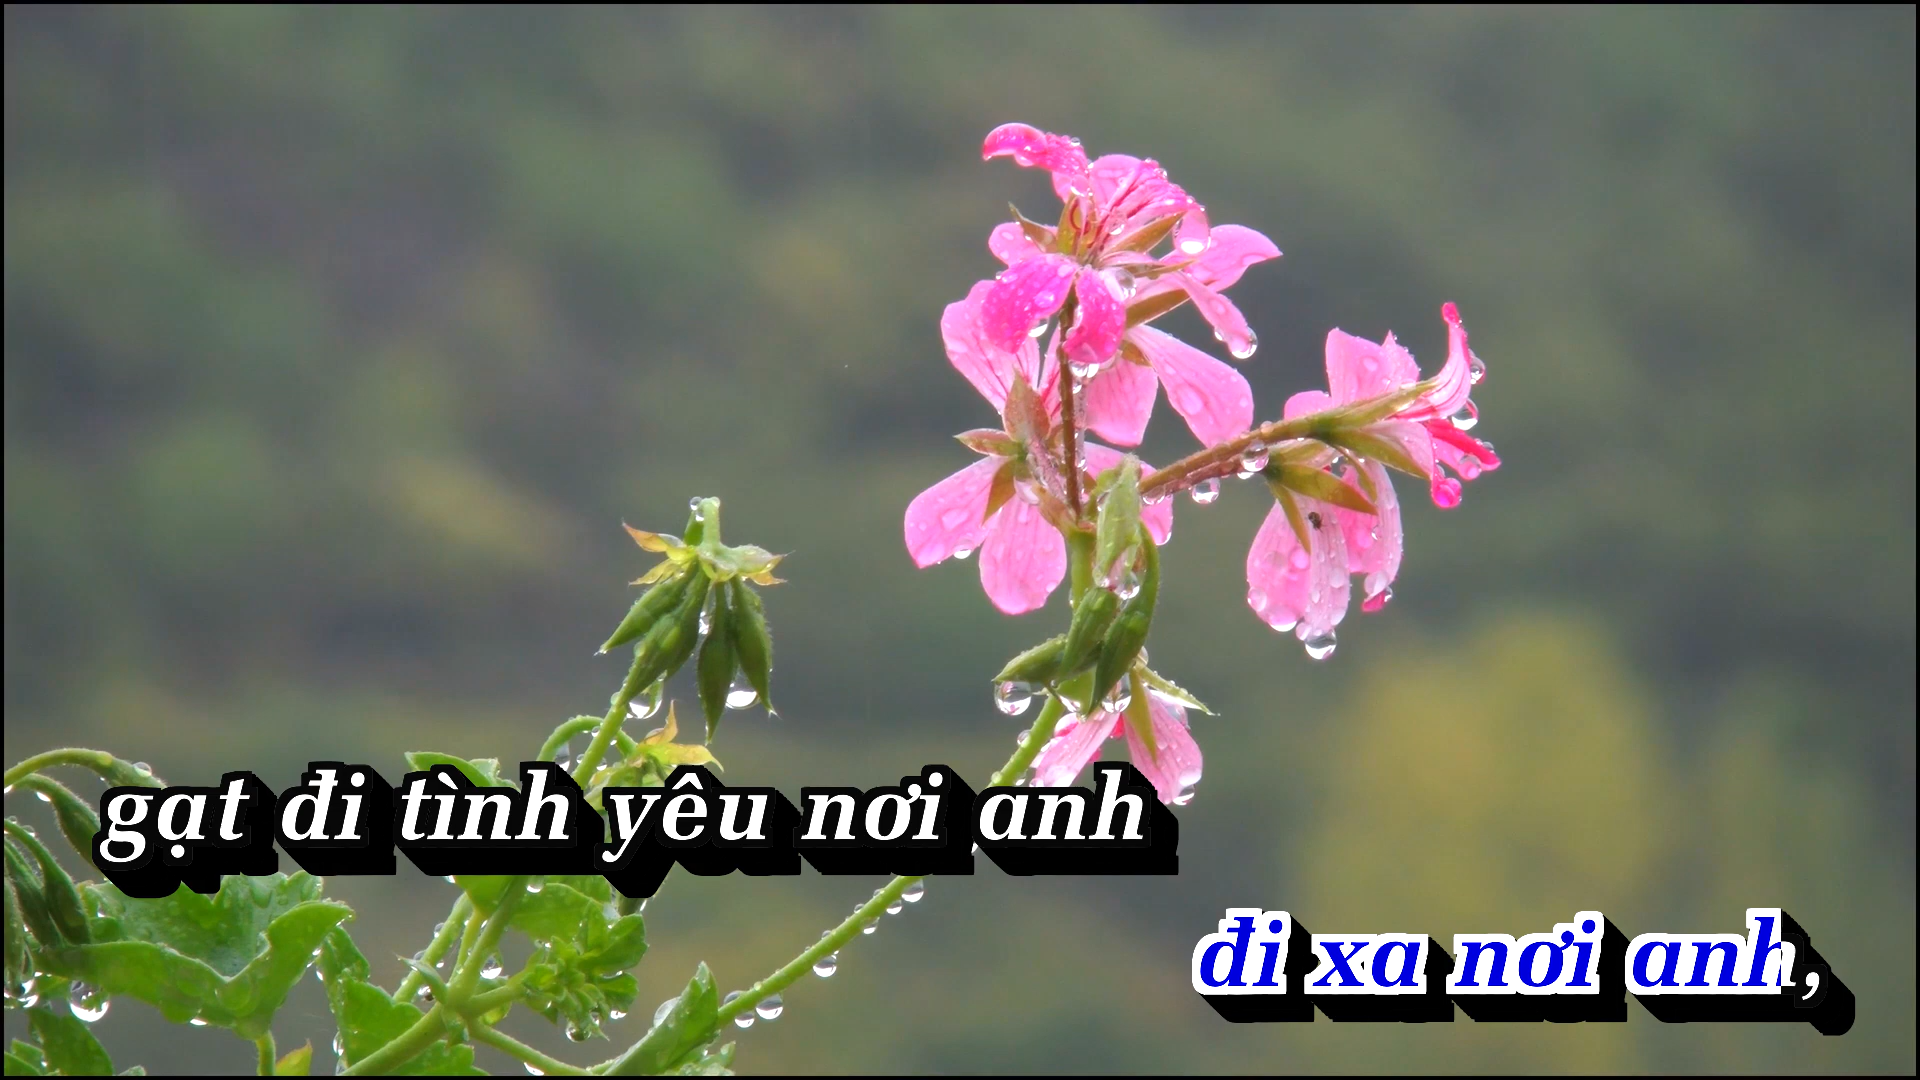 gạt đi tình yêu nơi anh
đi xa nơi anh,